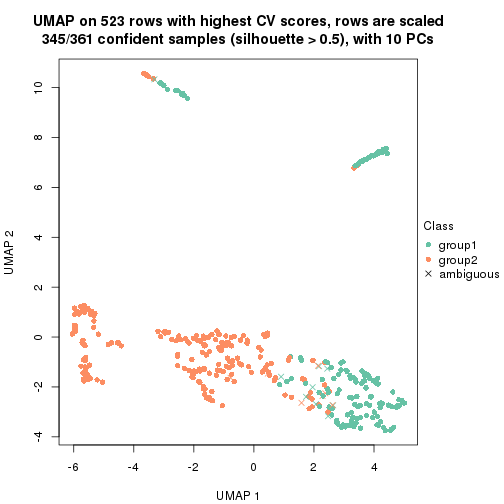 UMAP on 523 rows with highest CV scores, rows are scaled
345/361 confident samples (silhouette > 0.5), with 10 PCs
10
8
6
4
2
0
-2
-4
UMAP 2
-6
-4
-2
0
2
4
UMAP 1
Class
group1
group2
ambiguous